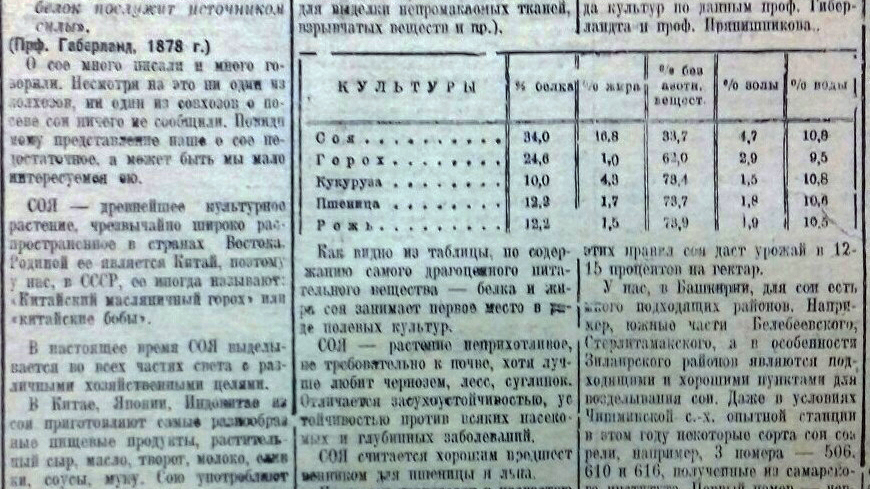 белок послужит источником
силы».
(Прф. Габерланд, 1878 г.)
О сое много писали и много го-
ворили. Несмотря на это ни один из
колхозов, ни один из совхозов о по-
севе сои ничего не сообщили. Повиди
мому представление наше о сое не-
достаточное, а может быть мы мало
интересуемся ею.
СОЯ — древнейшее культурное
растение, чрезвычайно широко рас-
пространенное в странах Востока.
Родиной ее является Китай, поэтому
у нас, в СССР, ее иногда называют:
«Китайский масляничный горох» или
«китайские бобы».
В настоящее время СОЯ выделы-
вается во всех частях света с раз-
личными хозяйственными целями.
В Китае, Японии, Индокитае из
сои приготовляют самые разнообраз
ные пищевые продукты, раститель-
ный сыр, масло, творог, молоко, слив
ки, соусы, муку. Сою употребляют
для выделки непромокаемых тканей,
взрывчатых веществ и пр.).
да культур по данным проф. Габер-
ландта и проф. Прянишникова.
КУЛЬТУРЫ % белка % жира % без азотн. вещест. % волы % воды
Соя 34,0 16,8 33,7 4,7 10,8
Горох 24,6 1,0 62,0 2,9 9,5
Кукуруза 10,0 4,3 73,4 1,5 10,8
Пшеница 12,2 1,7 73,7 1,8 10,6
Рожь 12,2 1,5 73,9 1,9 10,5
Как видно из таблицы, по содер-
жанию самого драгоценного пита-
тельного вещества — белка и жи-
ра соя занимает первое место в ря-
де полевых культур.
СОЯ — растение неприхотливое,
не требовательно к почве, хотя луч-
ше любит чернозем, лесс, суглинок.
Отличается засухоустойчивостью, ус
тойчивостью против всяких насеко-
мых и глубинных заболеваний.
СОЯ считается хорошим предшест
венником для пшеницы и льна.
этих правил соя даст урожай в 12-
15 процентов на гектар.
У нас, в Башкирии, для сои есть
много подходящих районов. Напри-
мер, южные части Белебеевского,
Стерлитамакского, а в особенности
Зилаирского районов являются под-
ходящими и хорошими пунктами для
возделывания сои. Даже в условиях
Чишминской с.-х. опытной станции
в этом году некоторые сорта сои соз
рели, например, 3 номера — 506,
610 и 616, полученные из самарско-